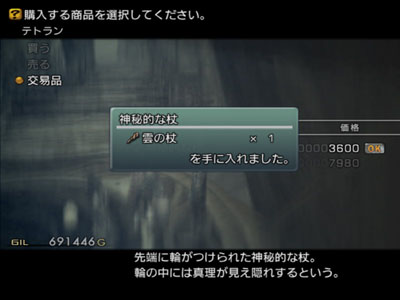 購入する商品を選択してください。
テトラン
買う
売る
交易品
神秘的な杖
雲の杖 × 1
を手に入れました。
価格
00003600 OK
00007980
GIL 691446G
先端に輪がつけられた神秘的な杖。
輪の中には真理が見え隠れするという。